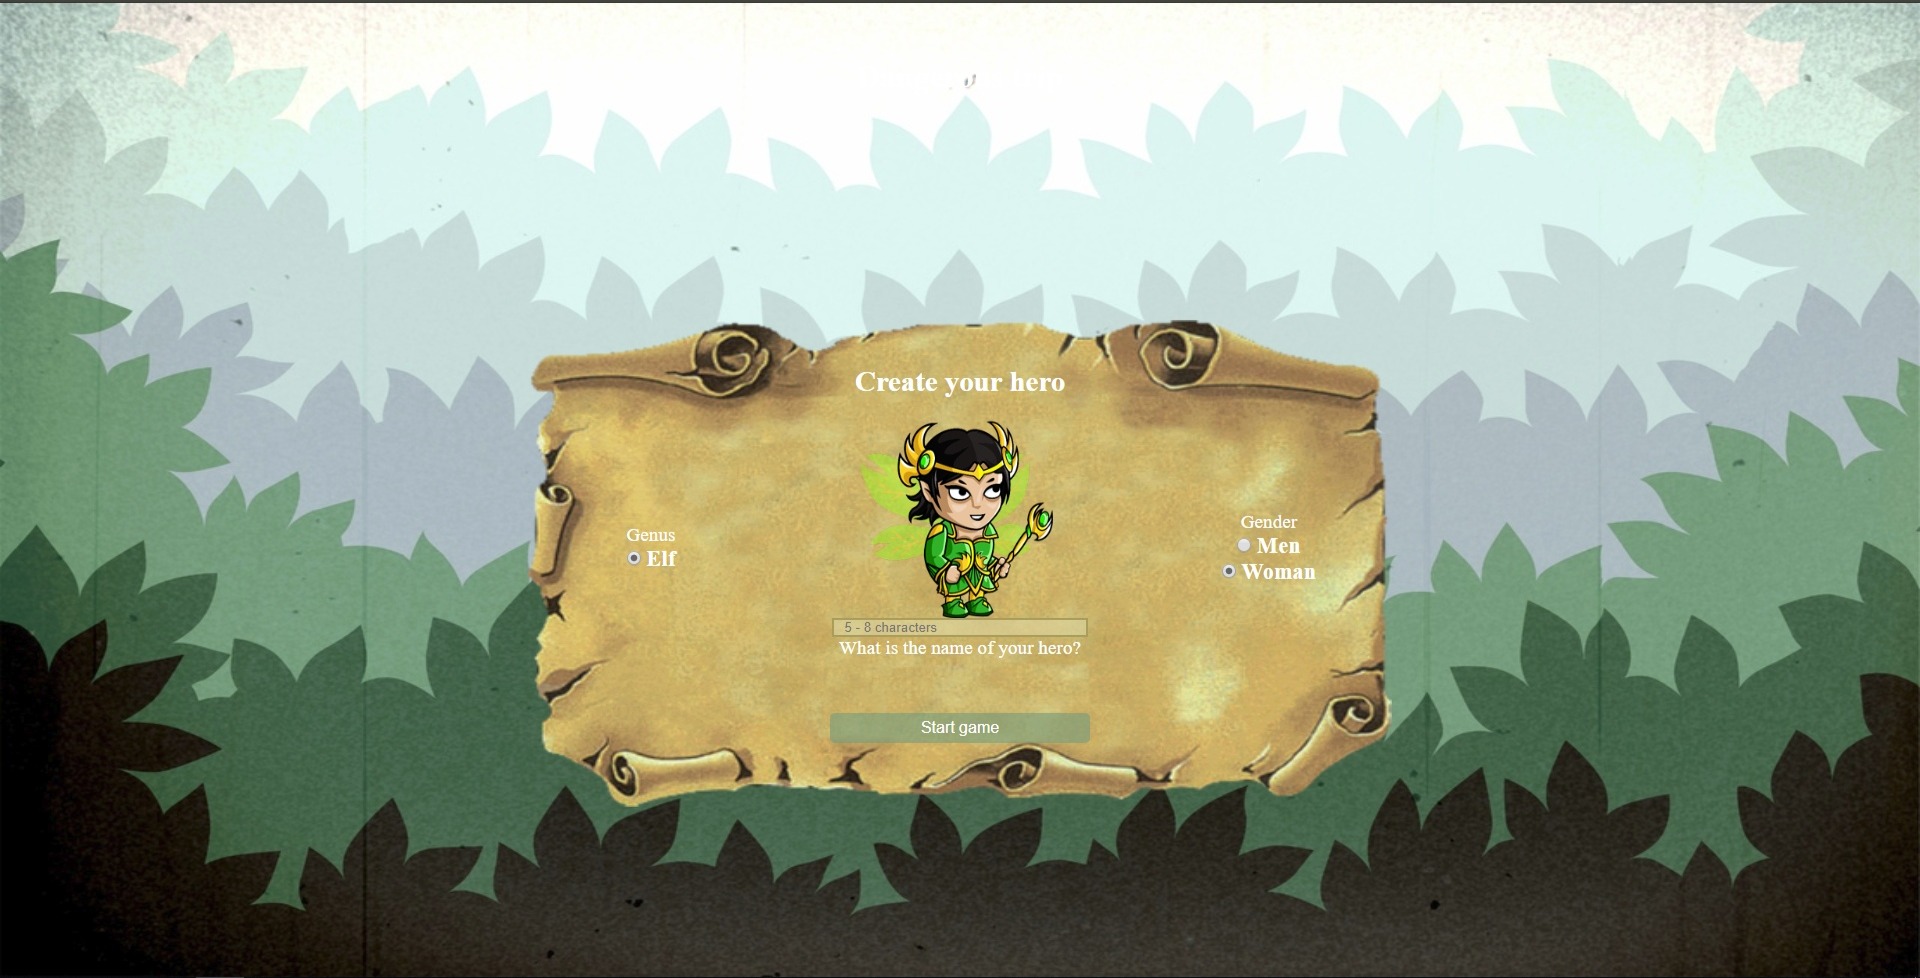 Create your hero
Genus
Elf
Gender
Men
Woman
5 - 8 characters
What is the name of your hero?
Start game